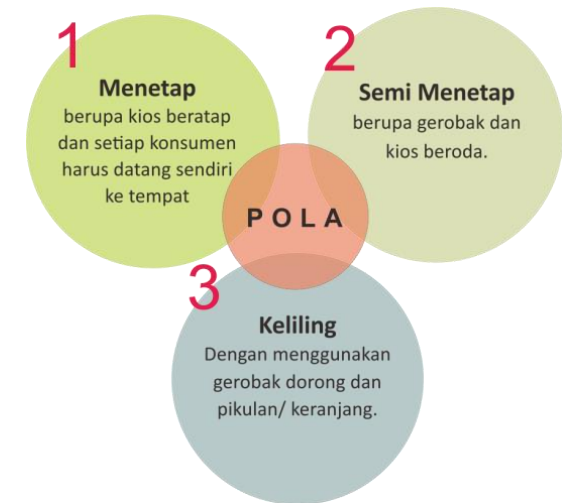 1
Menetap
berupa kios beratap
dan setiap konsumen
harus datang sendiri
ke tempat
2
Semi Menetap
berupa gerobak dan
kios beroda.
POLA
3
Keliling
Dengan menggunakan
gerobak dorong dan
pikulan/ keranjang.